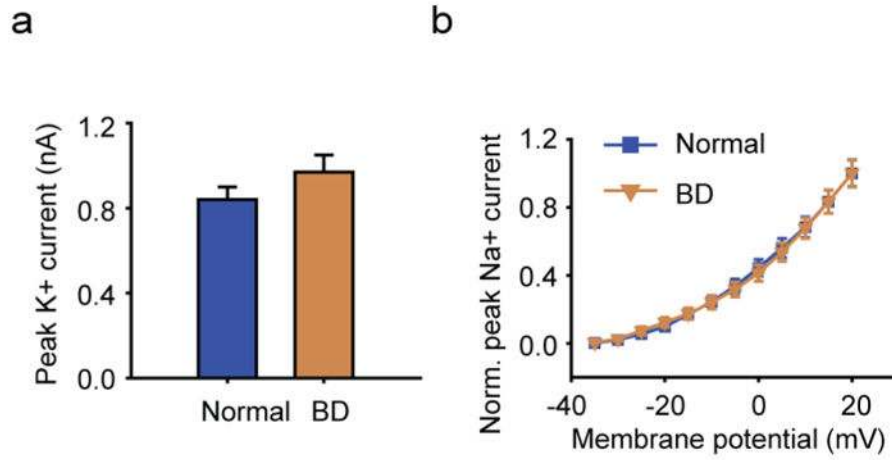 a
Peak K+ current (nA)
1.2
0.8
0.4
0.0
Normal BD
b
Norm. peak Na+ current
1.2
0.8
0.4
0.0
Normal
BD
-40 -20 0 20
Membrane potential (mV)